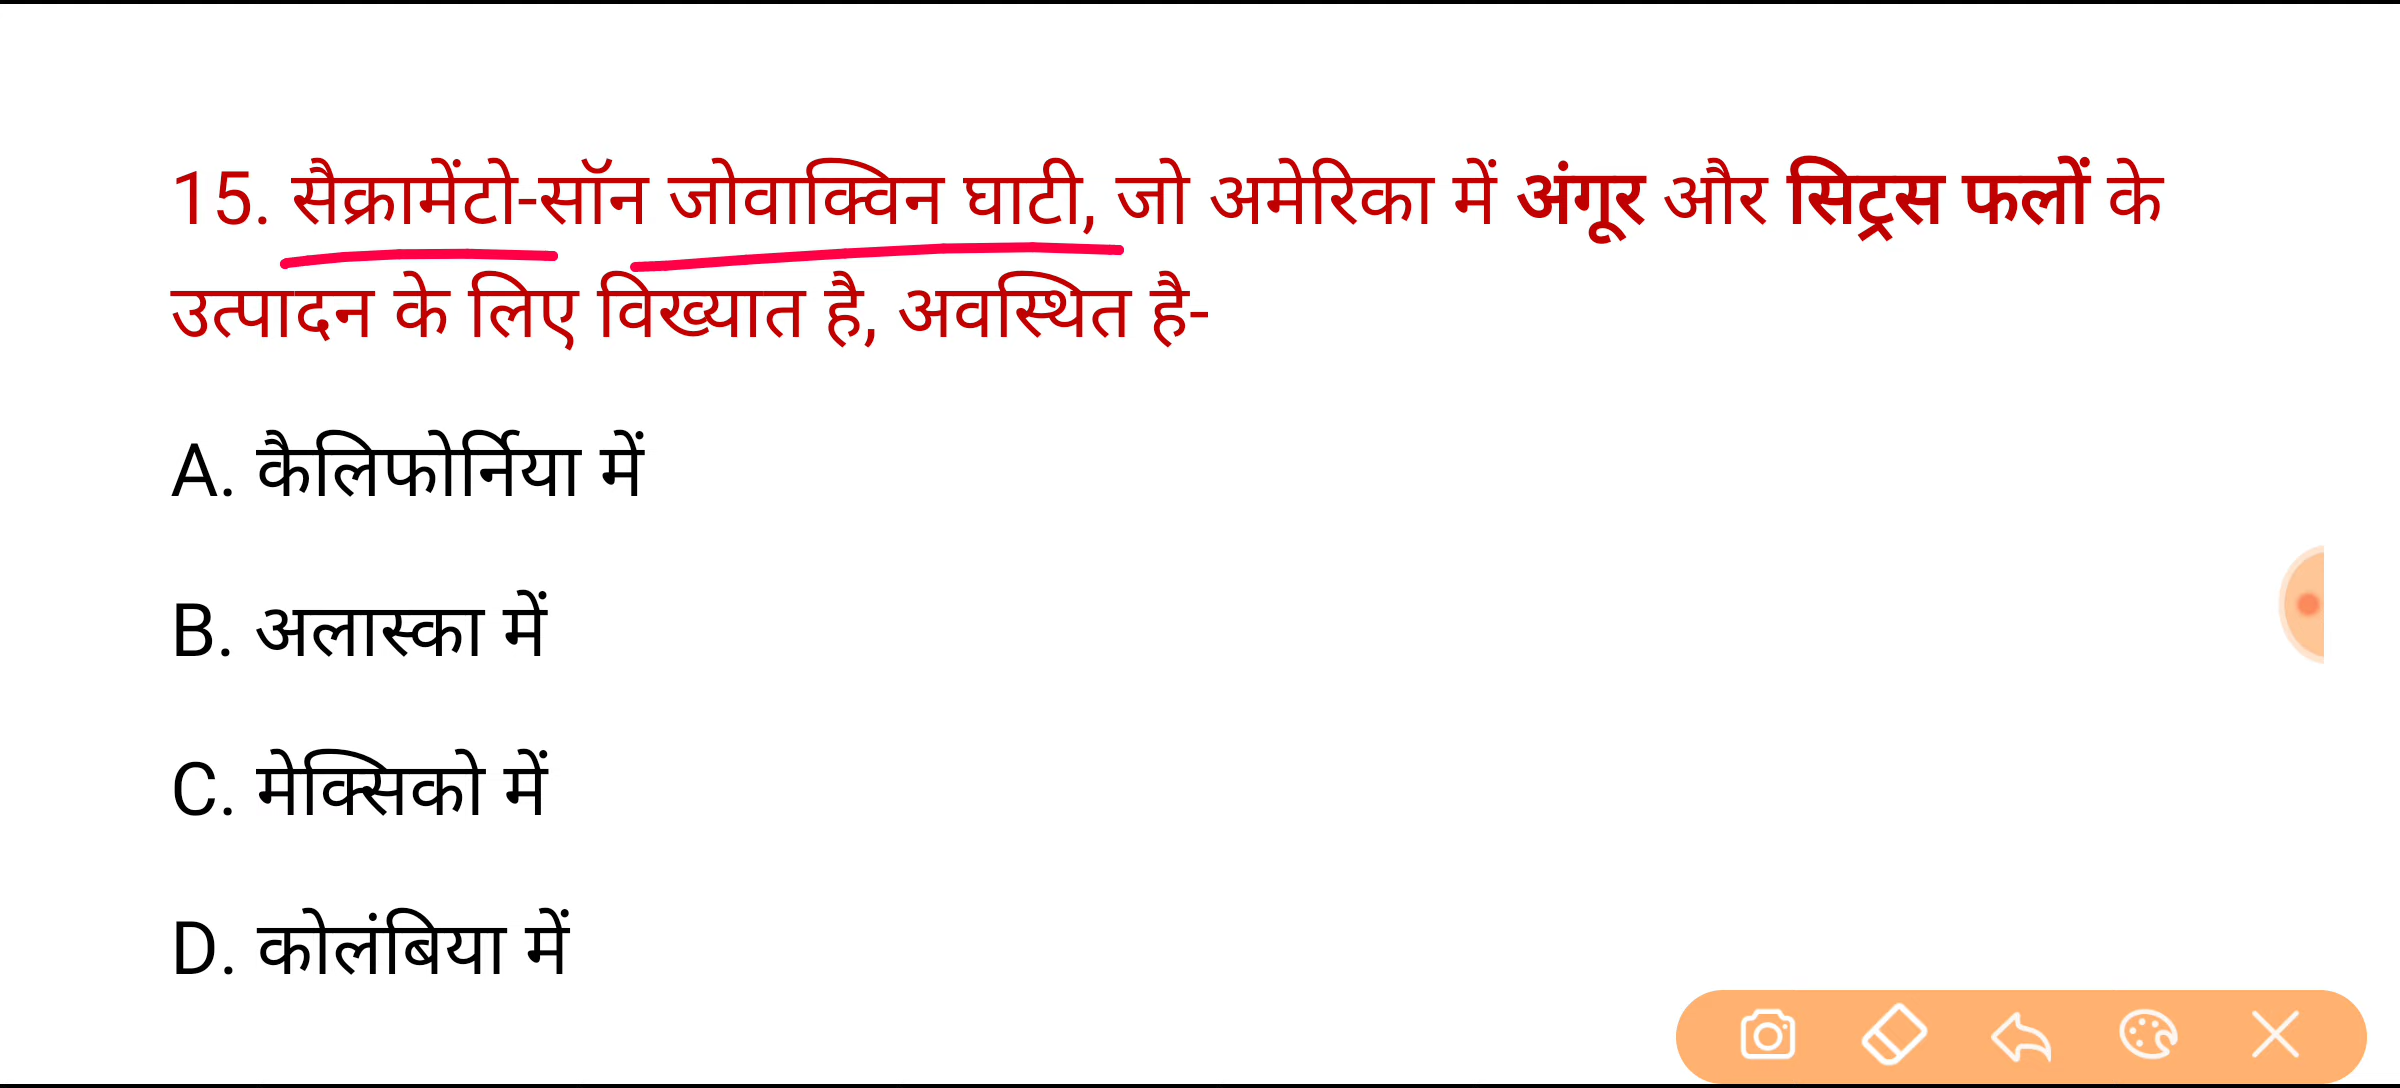 15. सैक्रामेंटो-सॉन जोवाक्विन घाटी, जो अमेरिका में अंगूर और सिट्रस फलों के
उत्पादन के लिए विख्यात है, अवस्थित है-
A. कैलिफोर्निया में
B. अलास्का में
C. मेक्सिको में
D. कोलंबिया में